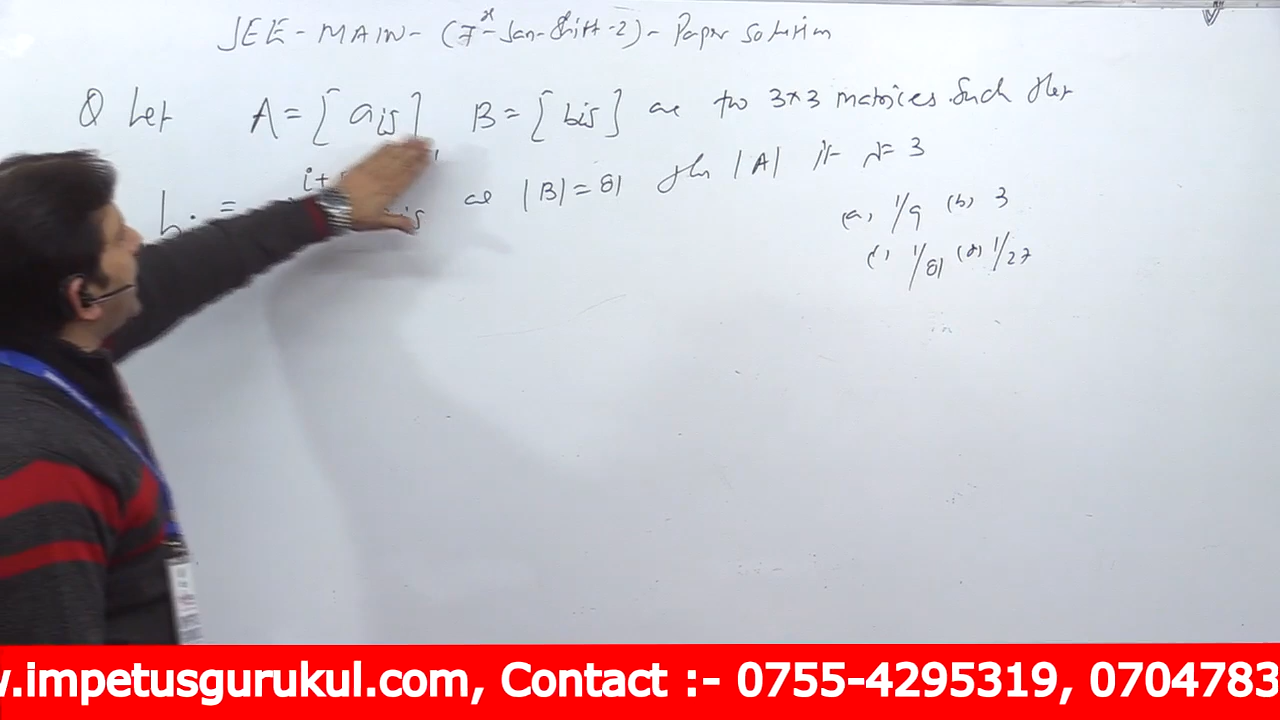 JEE - MAIN - (7 - Jan - Shift - 2) - Paper Solution
Q Let A = [ aij ] B = [ bij ] are two 3×3 matrices such that
b = i+ |B| = 81 then |A| if λ = 3
(a) 1/9 (b) 3
(c) 1/81 (d) 1/27
w.impetusgurukul.com, Contact :- 0755-4295319, 0704783